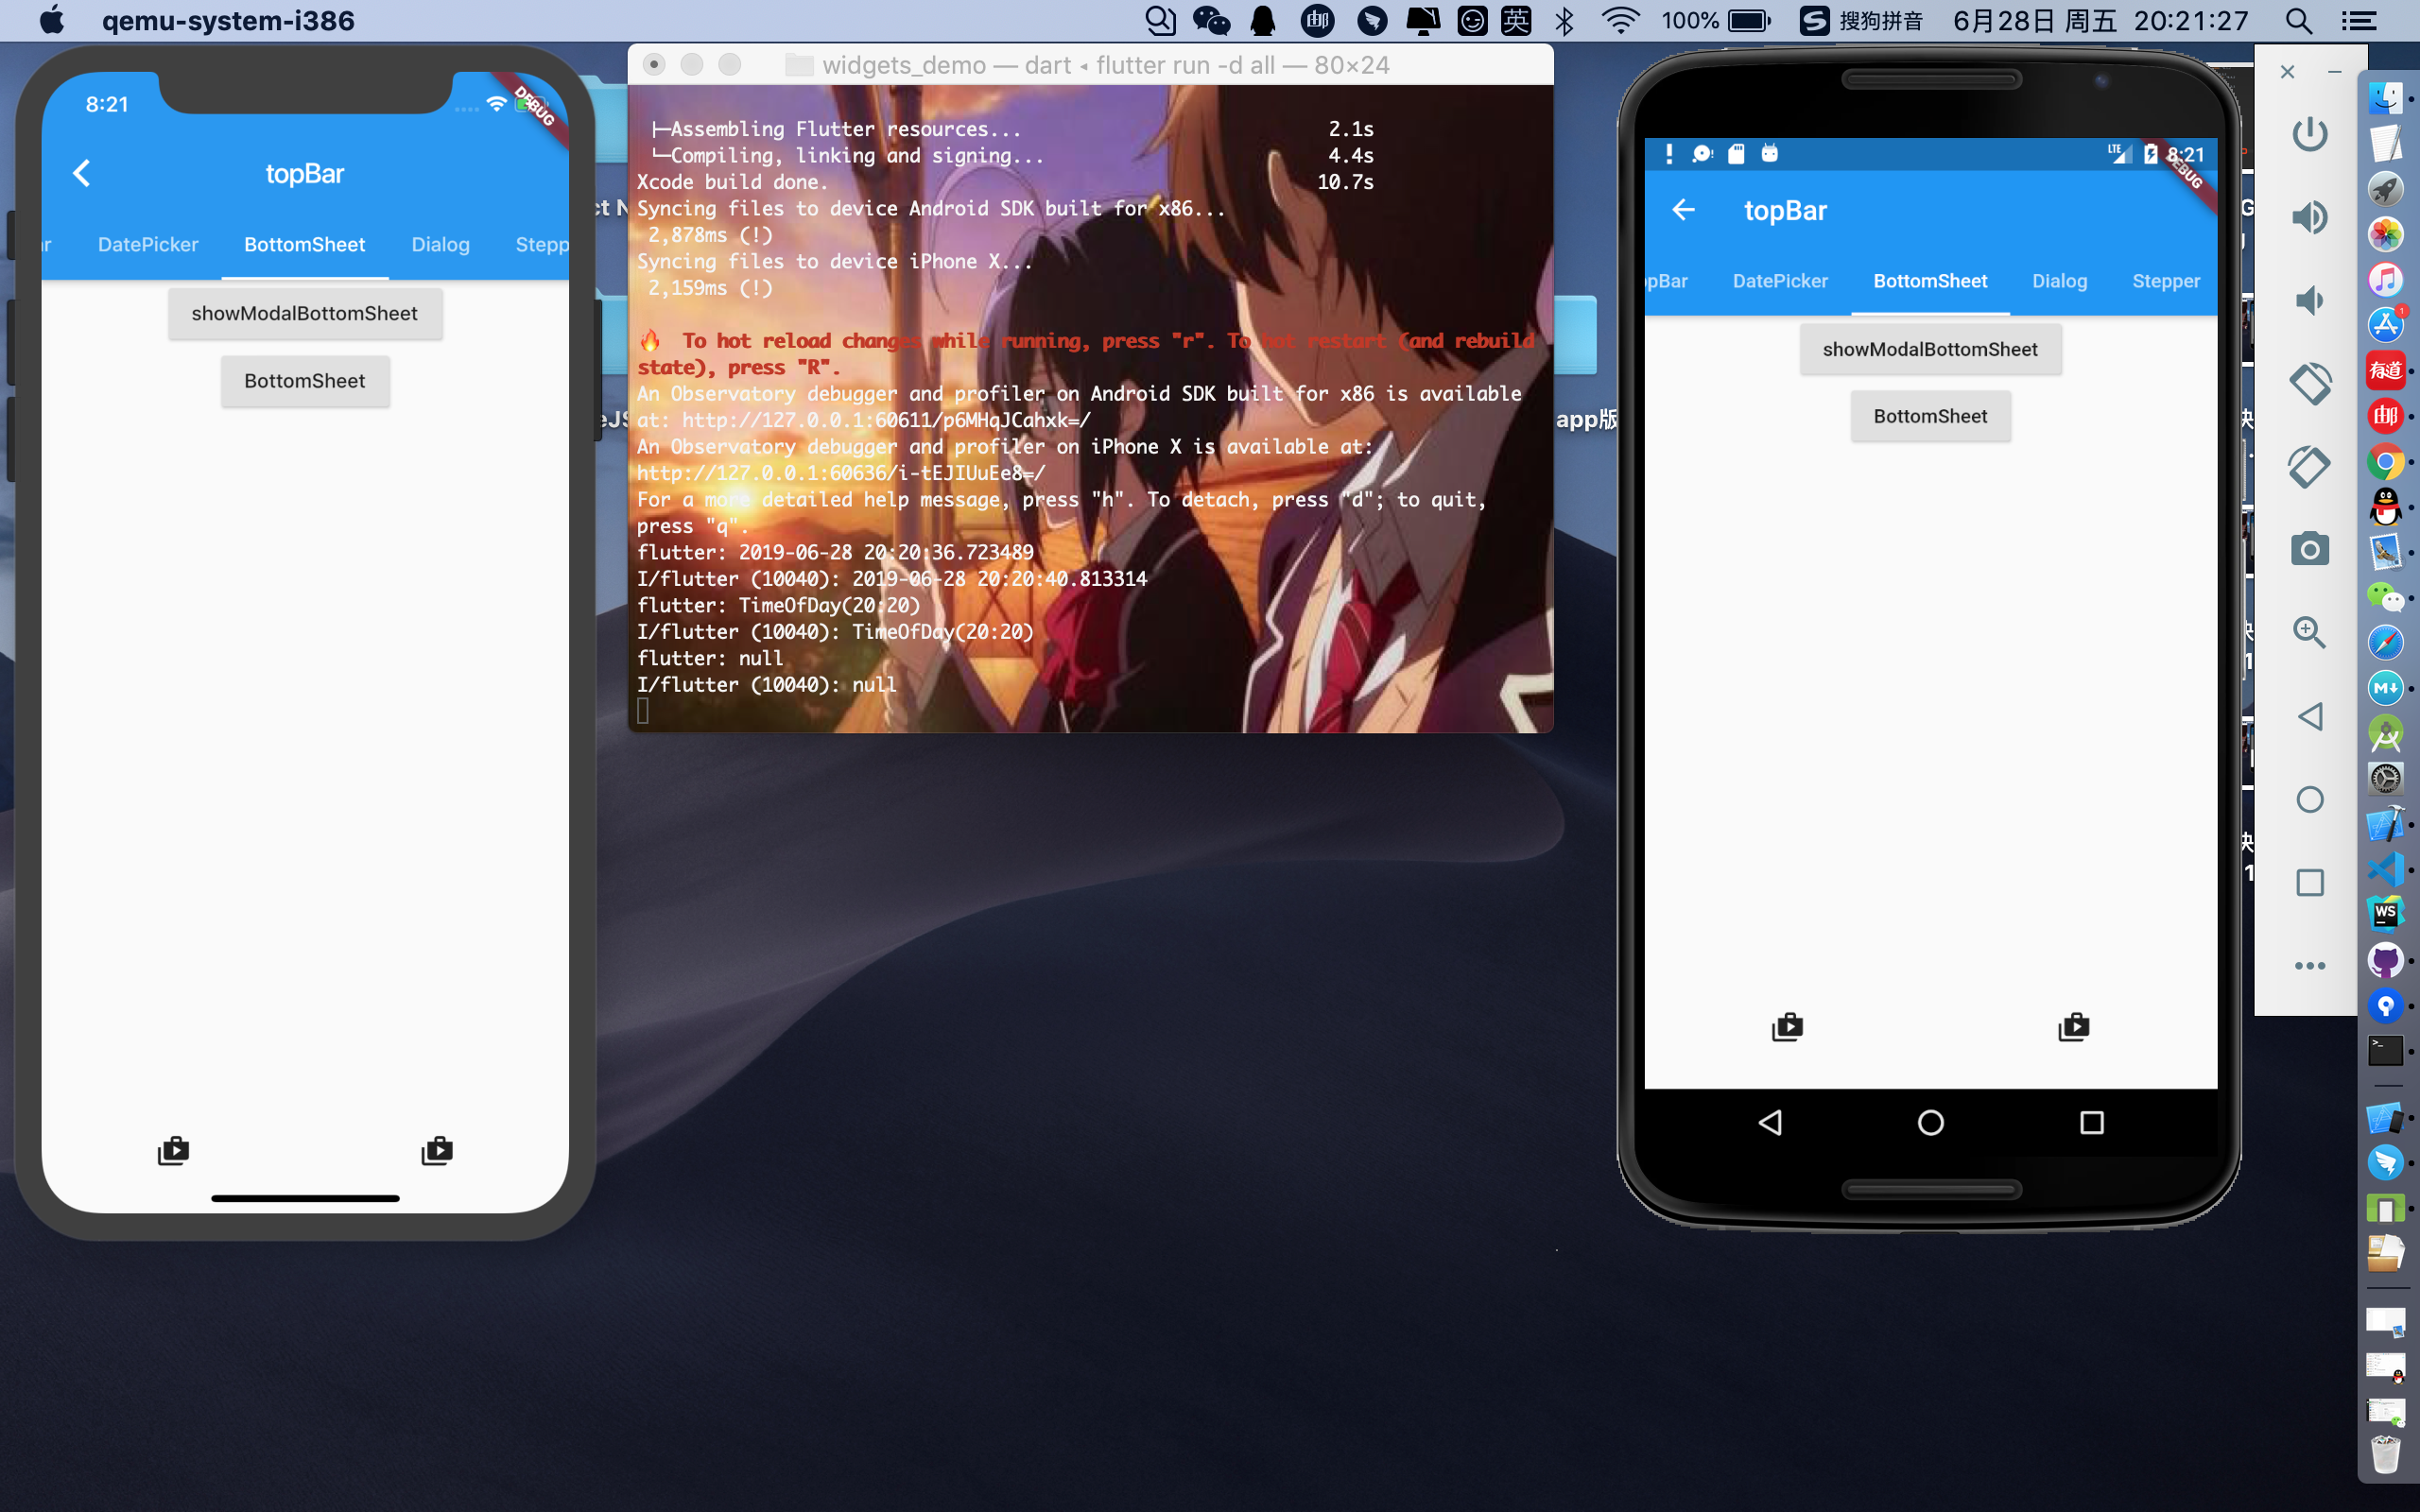 qemu-system-i386
英
100%
搜狗拼音
6月28日 周五 20:21:27
8:21
DEBUG
topBar
DatePicker
BottomSheet
Dialog
Stepp
showModalBottomSheet
BottomSheet
widgets_demo — dart ◂ flutter run -d all — 80×24
├─Assembling Flutter resources... 2.1s
└─Compiling, linking and signing... 4.4s
Xcode build done. 10.7s
Syncing files to device Android SDK built for x86...
2,878ms (!)
Syncing files to device iPhone X...
2,159ms (!)
🔥 To hot reload changes while running, press "r". To hot restart (and rebuild
state), press "R".
An Observatory debugger and profiler on Android SDK built for x86 is available
at: http://127.0.0.1:60611/p6MHqJCahxk=/
An Observatory debugger and profiler on iPhone X is available at:
http://127.0.0.1:60636/i-tEJIUuEe8=/
For a more detailed help message, press "h". To detach, press "d"; to quit,
press "q".
flutter: 2019-06-28 20:20:36.723489
I/flutter (10040): 2019-06-28 20:20:40.813314
flutter: TimeOfDay(20:20)
I/flutter (10040): TimeOfDay(20:20)
flutter: null
I/flutter (10040): null
app版
LTE
8:21
DEBUG
topBar
opBar
DatePicker
BottomSheet
Dialog
Stepper
showModalBottomSheet
BottomSheet
1
有道
邮
M↓
WS